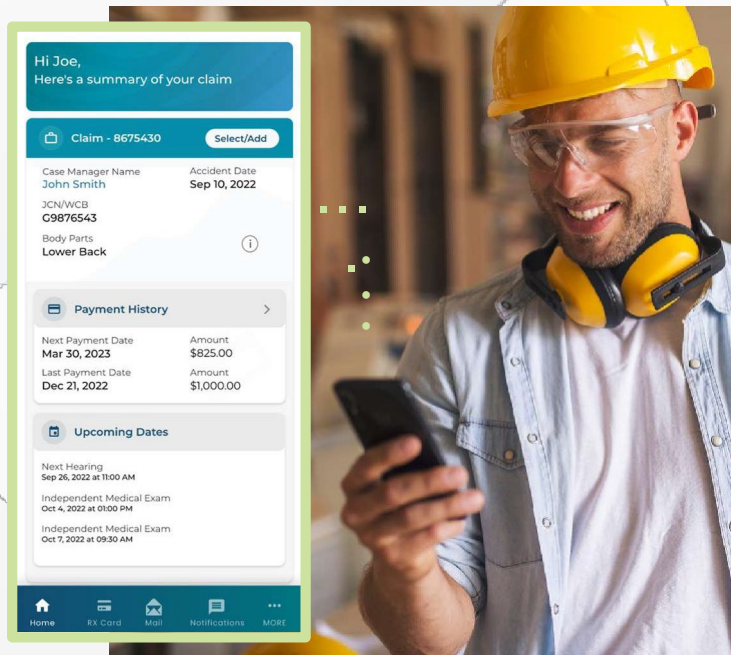 Hi Joe,
Here's a summary of your claim
Claim - 8675430
Select/Add
Case Manager Name
John Smith
Accident Date
Sep 10, 2022
JCN/WCB
G9876543
Body Parts
Lower Back
Payment History
Next Payment Date
Mar 30, 2023
Amount
$825.00
Last Payment Date
Dec 21, 2022
Amount
$1,000.00
Upcoming Dates
Next Hearing
Sep 26, 2022 at 11:00 AM
Independent Medical Exam
Oct 4, 2022 at 01:00 PM
Independent Medical Exam
Oct 7, 2022 at 09:30 AM
Home
RX Card
Mail
Notifications
MORE